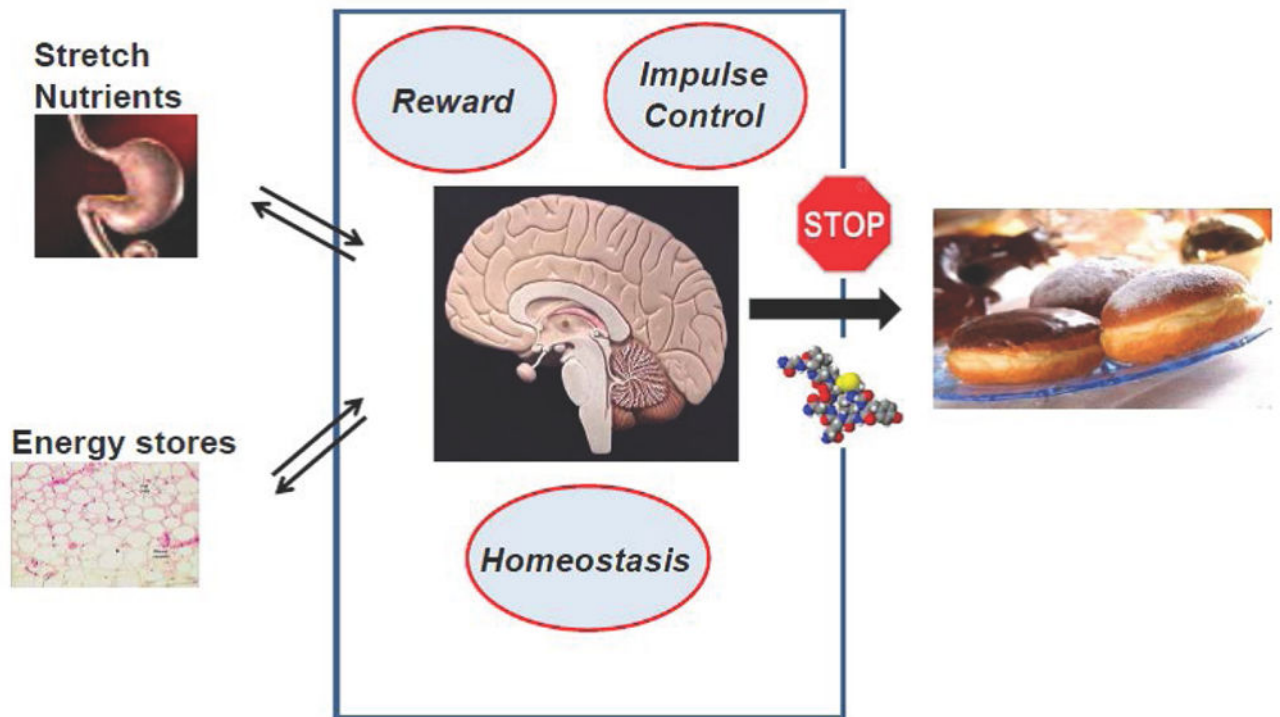 Stretch
Nutrients
Reward
Impulse
Control
STOP
Energy stores
Homeostasis